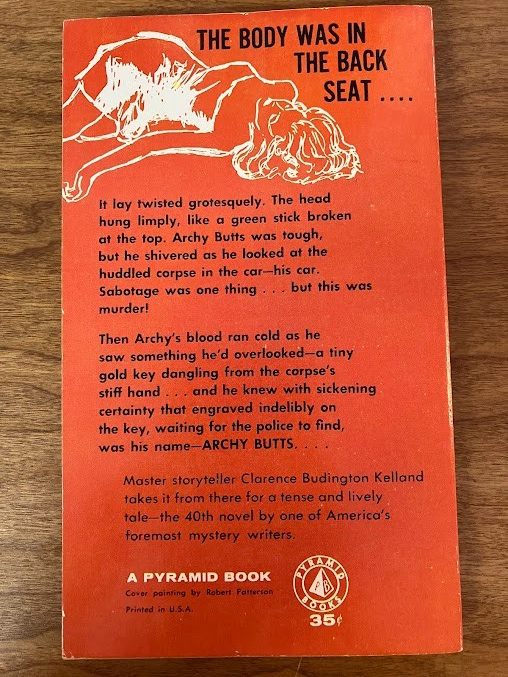 THE BODY WAS IN
THE BACK
SEAT ....
It lay twisted grotesquely. The head
hung limply, like a green stick broken
at the top. Archy Butts was tough,
but he shivered as he looked at the
huddled corpse in the car—his car.
Sabotage was one thing . . . but this was
murder!
Then Archy's blood ran cold as he
saw something he'd overlooked—a tiny
gold key dangling from the corpse's
stiff hand . . . and he knew with sickening
certainty that engraved indelibly on
the key, waiting for the police to find,
was his name—ARCHY BUTTS. . . .
Master storyteller Clarence Budington Kelland
takes it from there for a tense and lively
tale—the 40th novel by one of America's
foremost mystery writers.
A PYRAMID BOOK
Cover painting by Robert Patterson
Printed in U.S.A.
PYRAMID
BOOKS
35¢